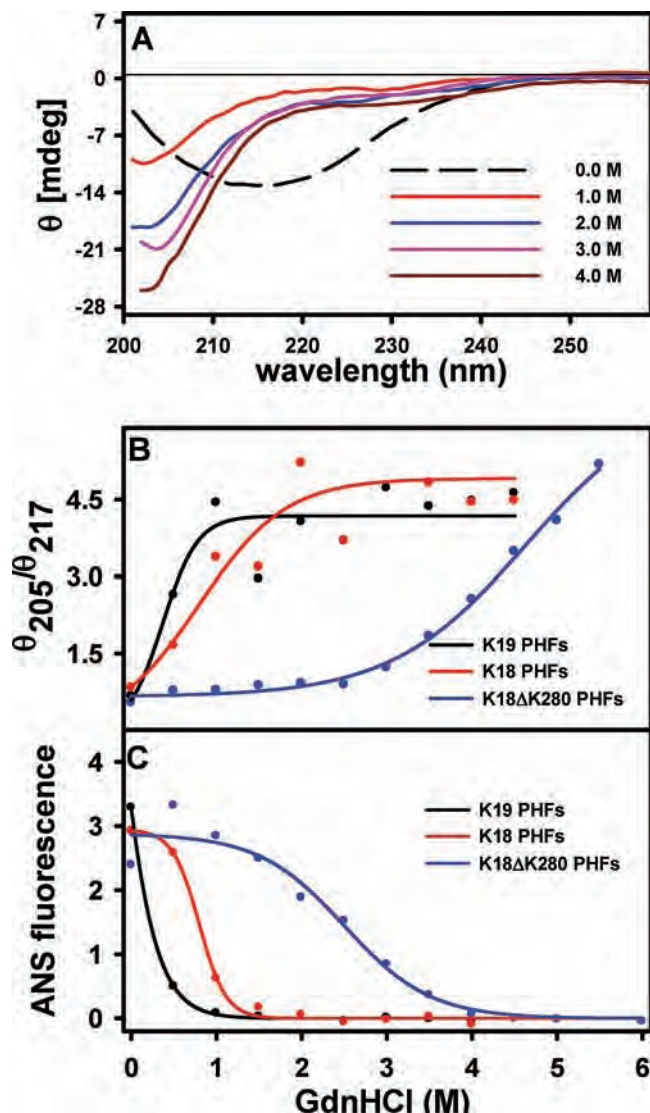 A
7
0
-7
-14
-21
-28
θ [mdeg]
0.0 M
1.0 M
2.0 M
3.0 M
4.0 M
200 210 220 230 240 250
wavelength (nm)
B
4.5
3.0
1.5
θ205/θ217
K19 PHFs
K18 PHFs
K18ΔK280 PHFs
C
4
3
2
1
0
ANS fluorescence
K19 PHFs
K18 PHFs
K18ΔK280 PHFs
0 1 2 3 4 5 6
GdnHCl (M)